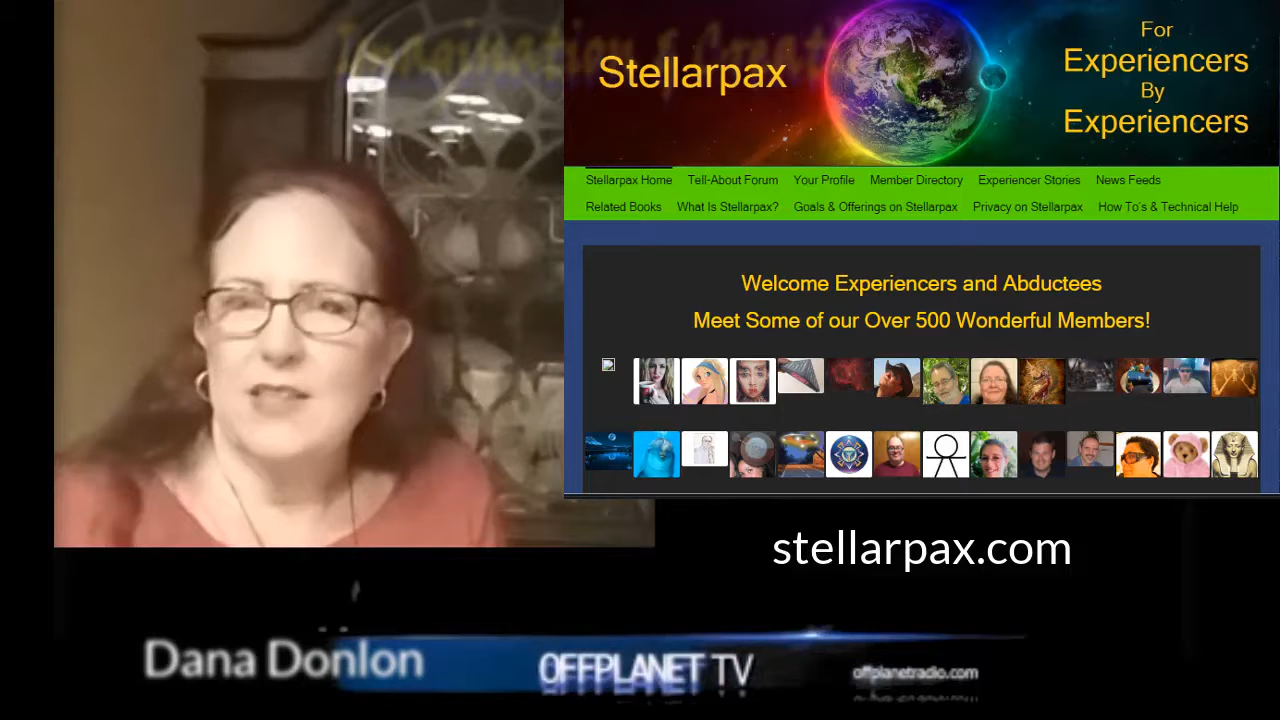 Imagination & Creati
Stellarpax
For
Experiencers
By
Experiencers
Stellarpax Home Tell-About Forum Your Profile Member Directory Experiencer Stories News Feeds
Related Books What Is Stellarpax? Goals & Offerings on Stellarpax Privacy on Stellarpax How To's & Technical Help
Welcome Experiencers and Abductees
Meet Some of our Over 500 Wonderful Members!
stellarpax.com
Dana Donlon
OFFPLANET TV
offplanetradio.com